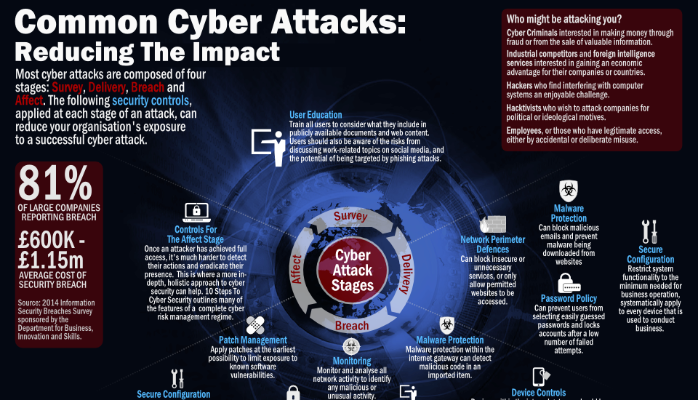 Common Cyber Attacks:
Reducing The Impact
Most cyber attacks are composed of four
stages: Survey, Delivery, Breach and
Affect. The following security controls,
applied at each stage of an attack, can
reduce your organisation's exposure
to a successful cyber attack.
Who might be attacking you?
Cyber Criminals interested in making money through
fraud or from the sale of valuable information.
Industrial competitors and foreign intelligence
services interested in gaining an economic
advantage for their companies or countries.
Hackers who find interfering with computer
systems an enjoyable challenge.
Hacktivists who wish to attack companies for
political or ideological motives.
Employees, or those who have legitimate access,
either by accidental or deliberate misuse.
User Education
Train all users to consider what they include in
publicly available documents and web content.
Users should also be aware of the risks from
discussing work-related topics on social media, and
the potential of being targeted by phishing attacks.
81%
OF LARGE COMPANIES
REPORTING BREACH
£600K -
£1.15m
AVERAGE COST OF
SECURITY BREACH
Source: 2014 Information
Security Breaches Survey
sponsored by the
Department for Business,
Innovation and Skills.
Controls For
The Affect Stage
Once an attacker has achieved full
access, it's much harder to detect
their actions and eradicate their
presence. This is where a more in-
depth, holistic approach to cyber
security can help. 10 Steps To
Cyber Security outlines many of
the features of a complete cyber
risk management regime.
Survey
Delivery
Breach
Affect
Cyber
Attack
Stages
Network Perimeter
Defences
Can block insecure or
unnecessary
services, or only
allow permitted
websites to be
accessed.
Malware
Protection
Can block malicious
emails and prevent
malware being
downloaded from
websites
Password Policy
Can prevent users from
selecting easily guessed
passwords and locks
accounts after a low
number of failed
attempts.
Secure
Configuration
Restrict system
functionality to the
minimum needed for
business operation,
systematically apply
to every device that is
used to conduct
business.
Patch Management
Apply patches at the earliest
possibility to limit exposure to
known software
vulnerabilities.
Monitoring
Monitor and analyse all
network activity to identify
any malicious or
unusual activity.
Malware Protection
Malware protection within the
internet gateway can detect
malicious code in an
imported item.
Secure Configuration
Device Controls